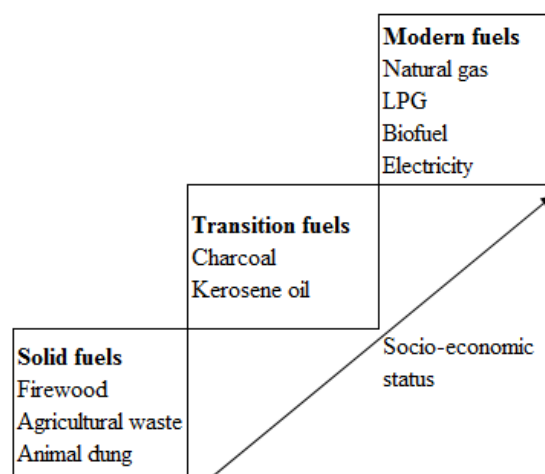 Modern fuels
Natural gas
LPG
Biofuel
Electricity
Transition fuels
Charcoal
Kerosene oil
Solid fuels
Firewood
Agricultural waste
Animal dung
Socio-economic
status